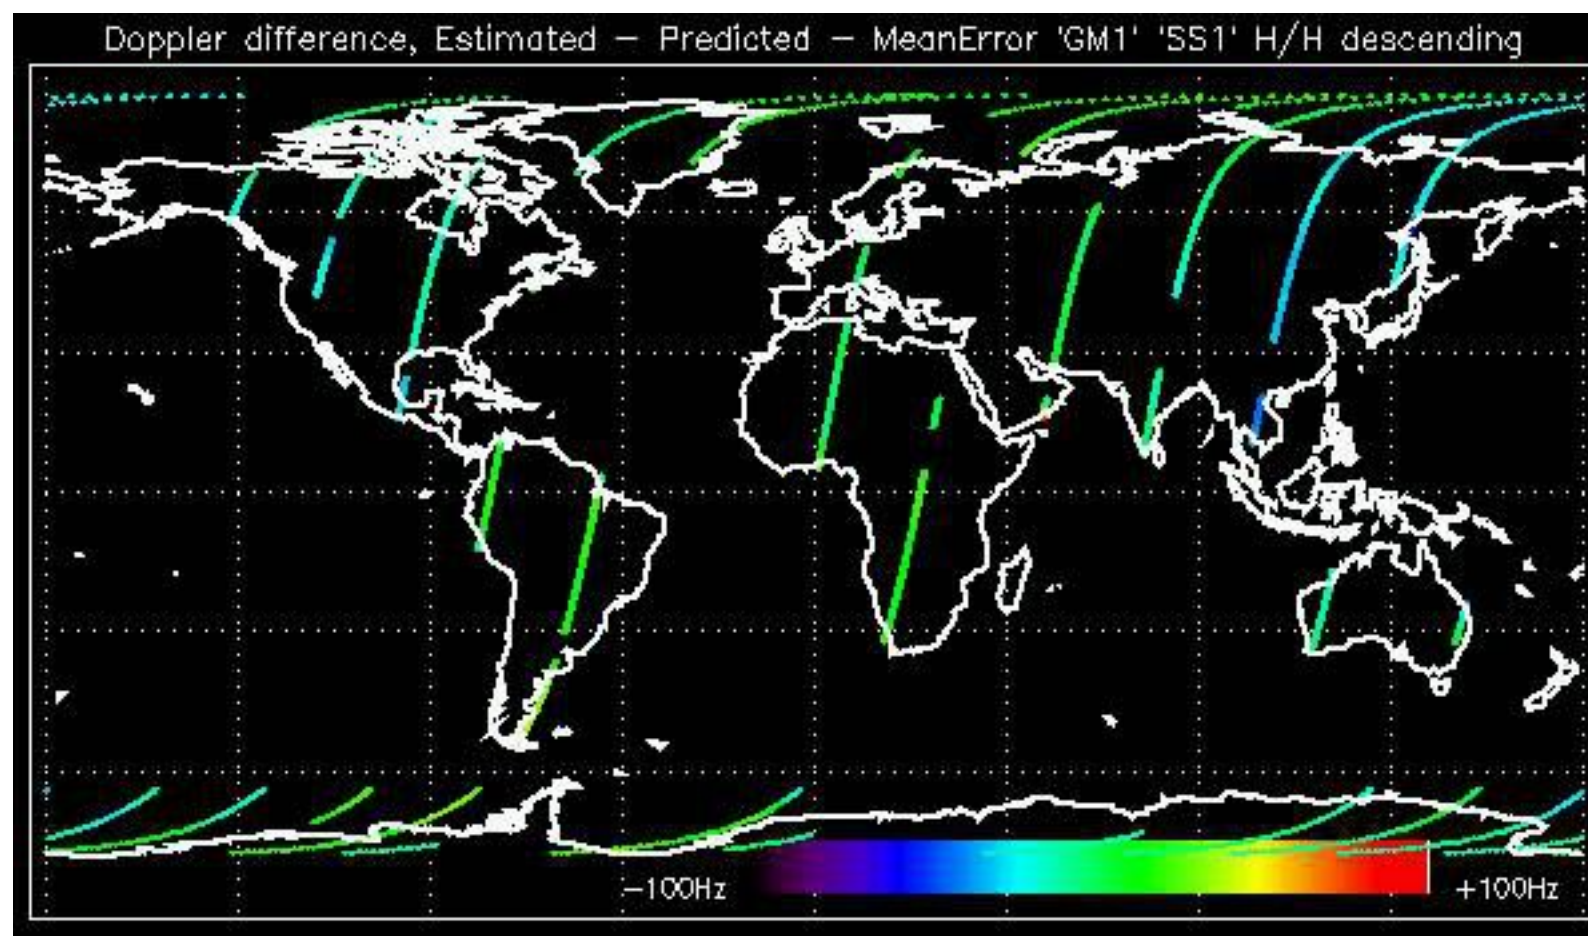 Doppler difference, Estimated – Predicted – MeanError 'GM1' 'SS1' H/H descending
-100Hz
+100Hz